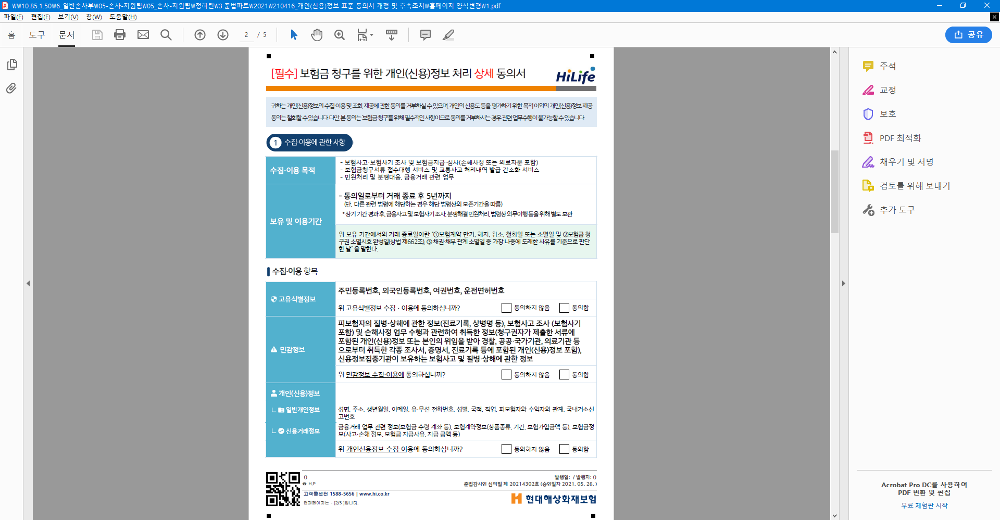 ₩₩10.85.1.50₩6_일반손사부₩05-손사-지원팀₩05_손사-지원팀₩정하린₩3.준법파트₩2021₩210416_개인(신용)정보 표준 동의서 개정 및 후속조치₩홈페이지 양식변경₩1.pdf
파일(F) 편집(E) 보기(V) 창(W) 도움말(H)
홈 도구 문서 2 / 5 공유
[필수] 보험금 청구를 위한 개인(신용)정보 처리 상세 동의서
HiLife
귀하는 개인(신용)정보의 수집·이용 및 조회, 제공에 관한 동의를 거부하실 수 있으며, 개인의 신용도 등을 평가하기 위한 목적 이외의 개인(신용)정보 제공
동의는 철회할 수 있습니다. 다만, 본 동의는 '보험금 청구'를 위해 필수적인 사항이므로 동의를 거부하시는 경우 관련 업무수행이 불가능할 수 있습니다.
1 수집·이용에 관한 사항
수집·이용 목적
- 보험사고·보험사기 조사 및 보험금지급·심사(손해사정 또는 의료자문 포함)
- 보험금청구서류 접수대행 서비스 및 교통사고 처리내역 발급 간소화 서비스
- 민원처리 및 분쟁대응, 금융거래 관련 업무
보유 및 이용기간
- 동의일로부터 거래 종료 후 5년까지
(단, 다른 관련 법령에 해당하는 경우 해당 법령상의 보존기간을 따름)
* 상기 기간 경과 후, 금융사고 및 보험사기 조사, 분쟁해결 민원처리, 법령상 의무이행 등을 위해 별도 보관
위 보유 기간에서의 거래 종료일이란 "①보험계약 만기, 해지, 취소, 철회일 또는 소멸일 및 ②보험금 청
구권 소멸시효 완성일(상법 제662조), ③ 채권·채무 관계 소멸일 중 가장 나중에 도래한 사유를 기준으로 판단
한 날" 을 말한다.
수집·이용 항목
고유식별정보
주민등록번호, 외국인등록번호, 여권번호, 운전면허번호
위 고유식별정보 수집 · 이용에 동의하십니까? 동의하지 않음 동의함
민감정보
피보험자의 질병·상해에 관한 정보(진료기록, 상병명 등), 보험사고 조사 (보험사기
포함) 및 손해사정 업무 수행과 관련하여 취득한 정보(청구권자가 제출한 서류에
포함된 개인(신용)정보 또는 본인의 위임을 받아 경찰, 공공·국가기관, 의료기관 등
으로부터 취득한 각종 조사서, 증명서, 진료기록 등에 포함된 개인(신용)정보 포함),
신용정보집중기관이 보유하는 보험사고 및 질병·상해에 관한 정보
위 민감정보 수집·이용에 동의하십니까? 동의하지 않음 동의함
개인(신용)정보
ㄴ 일반개인정보
성명, 주소, 생년월일, 이메일, 유·무선 전화번호, 성별, 국적, 직업, 피보험자와 수익자의 관계, 국내거소신
고번호
ㄴ 신용거래정보
금융거래 업무 관련 정보(보험금 수령 계좌 등), 보험계약정보(상품종류, 기간, 보험가입금액 등), 보험금정
보(사고·손해 정보, 보험금 지급사유, 지급 금액 등)
위 개인신용정보 수집·이용에 동의하십니까? 동의하지 않음 동의함
() 발행일: / 발행자: ()
☎ H.P 준법감시인 심의필 제 20214302호 (승인일자 2021. 05. 26. )
고객콜센터 1588-5656 | www.hi.co.kr
현재페이지는 - [2/5 ]입니다.
현대해상화재보험
주석
교정
보호
PDF 최적화
채우기 및 서명
검토를 위해 보내기
추가 도구
Acrobat Pro DC를 사용하여
PDF 변환 및 편집
무료 체험판 시작